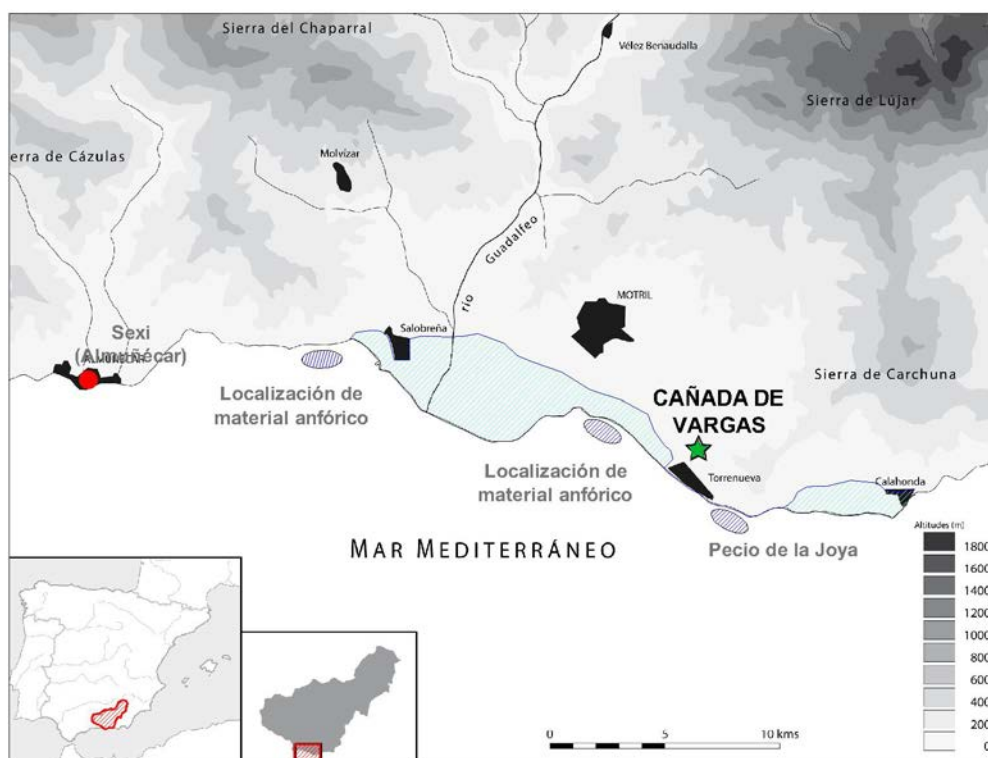 Sierra del Chaparral
Vélez Benaudalla
Sierra de Lújar
erra de Cázulas
Molvízar
río Guadalfeo
MOTRIL
Sexi
(Almuñécar)
Salobreña
Localización de
material anfórico
Sierra de Carchuna
CAÑADA DE
VARGAS
Localización de
material anfórico
Torrenueva
Calahonda
Pecio de la Joya
MAR MEDITERRÁNEO
Altitudes (m)
1800
1600
1400
1200
1000
800
600
400
200
0
0 5 10 kms